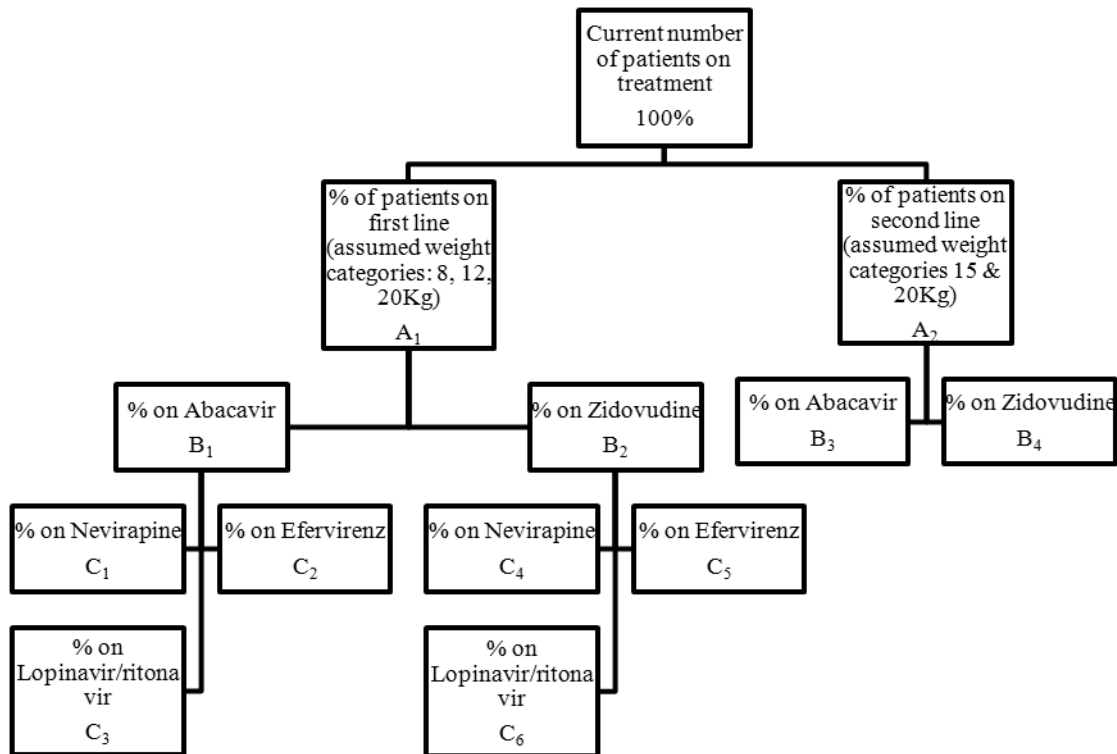 Current number
of patients on
treatment
100%
% of patients on
first line
(assumed weight
categories: 8, 12,
20Kg)
A₁
% of patients on
second line
(assumed weight
categories 15 &
20Kg)
A₂
% on Abacavir
B₁
% on Zidovudine
B₂
% on Abacavir
B₃
% on Zidovudine
B₄
% on Nevirapine
C₁
% on Efervirenz
C₂
% on Nevirapine
C₄
% on Efervirenz
C₅
% on
Lopinavir/ritona
vir
C₃
% on
Lopinavir/ritona
vir
C₆